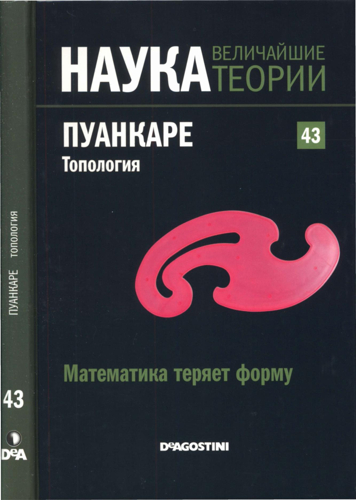 НАУКА
ВЕЛИЧАЙШИЕ
ТЕОРИИ
ПУАНКАРЕ
43
Топология
Математика теряет форму
DEAGOSTINI
ПУАНКАРЕ топология
43
DeA